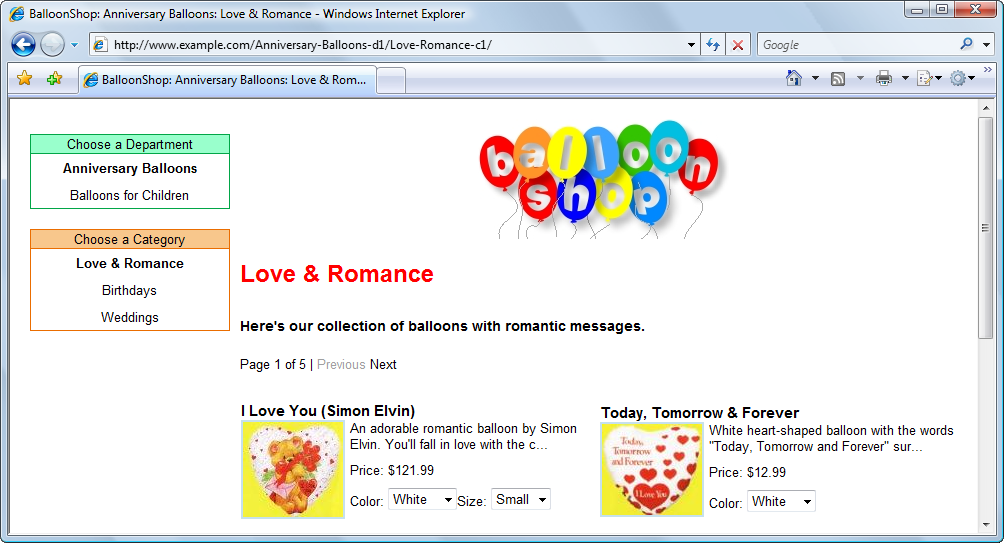 BalloonShop: Anniversary Balloons: Love & Romance - Windows Internet Explorer
http://www.example.com/Anniversary-Balloons-d1/Love-Romance-c1/
Google
BalloonShop: Anniversary Balloons: Love & Rom...
Choose a Department
Anniversary Balloons
Balloons for Children
Choose a Category
Love & Romance
Birthdays
Weddings
balloon
shop
Love & Romance
Here's our collection of balloons with romantic messages.
Page 1 of 5 | Previous Next
I Love You (Simon Elvin)
An adorable romantic balloon by Simon
Elvin. You'll fall in love with the c...
Price: $121.99
Color: White Size: Small
Today, Tomorrow & Forever
Today,
Tomorrow
and Forever
I Love You
White heart-shaped balloon with the words
"Today, Tomorrow and Forever" sur...
Price: $12.99
Color: White